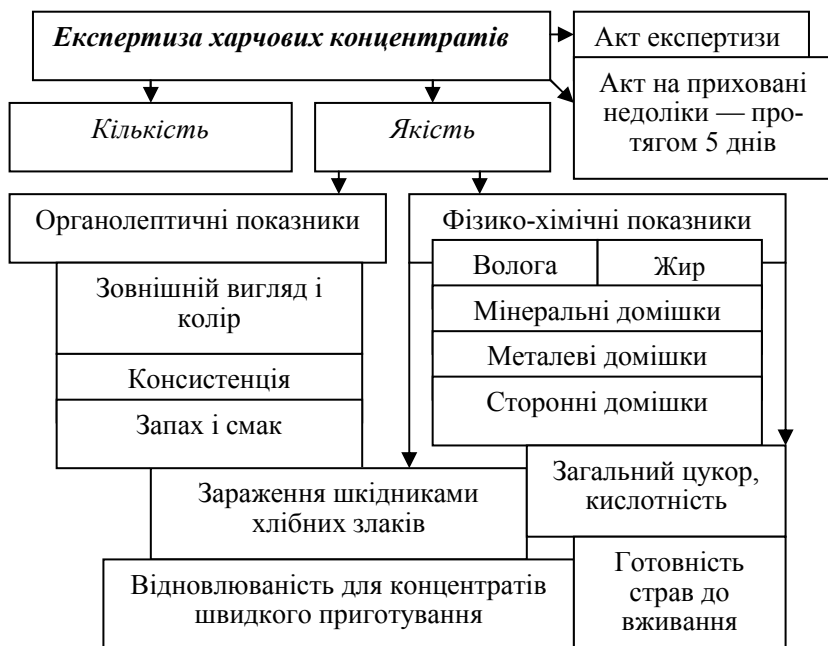 Експертиза харчових концентратів
Акт експертизи
Акт на приховані
недоліки — про-
тягом 5 днів
Кількість
Якість
Органолептичні показники
Фізико-хімічні показники
Зовнішній вигляд і
колір
Консистенція
Запах і смак
Волога
Жир
Мінеральні домішки
Металеві домішки
Сторонні домішки
Зараження шкідниками
хлібних злаків
Загальний цукор,
кислотність
Відновлюваність для концентратів
швидкого приготування
Готовність
страв до
вживання